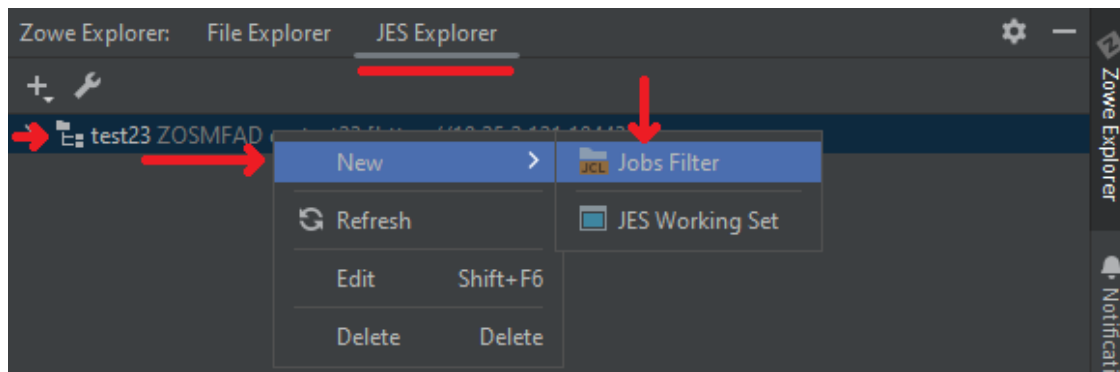 Zowe Explorer: File Explorer JES Explorer
test23 ZOSMFAD
New
Jobs Filter
JCL
Refresh
JES Working Set
Edit Shift+F6
Delete Delete
Zowe Explorer